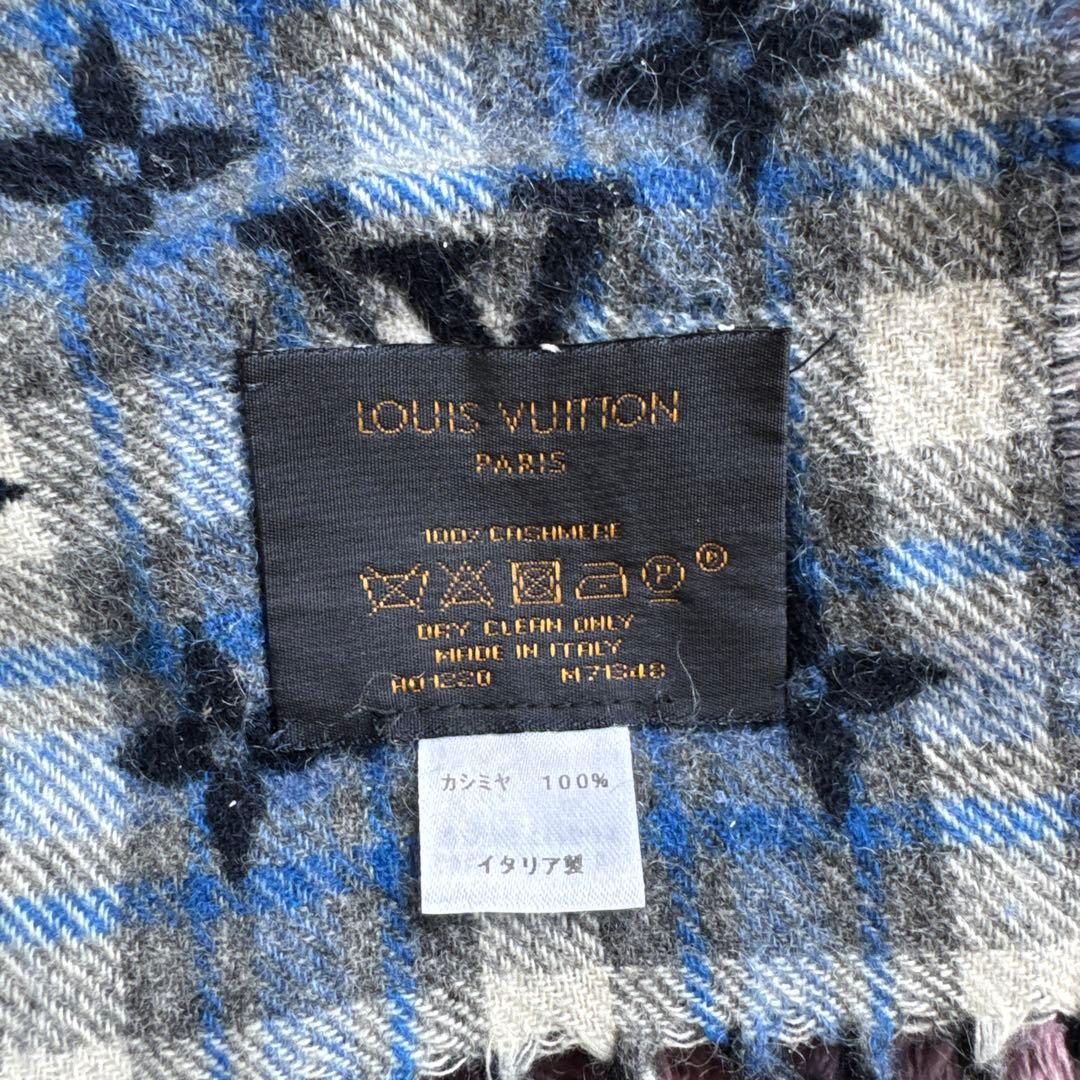 LOUIS VUITTON
PARIS
100% CASHMERE
P P
DRY CLEAN ONLY
MADE IN ITALY
A01220 M71348
カシミヤ 100%
イタリア製